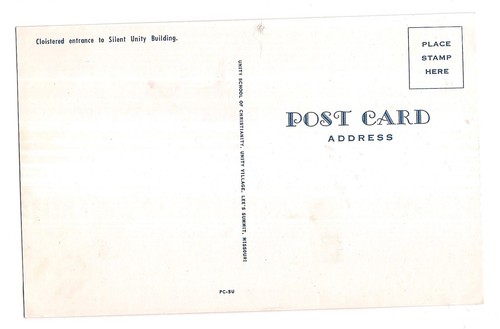 Cloistered entrance to Silent Unity Building.
PLACE
STAMP
HERE
UNITY SCHOOL OF CHRISTIANITY, UNITY VILLAGE, LEE'S SUMMIT, MISSOURI
POST CARD
ADDRESS
PC-8U